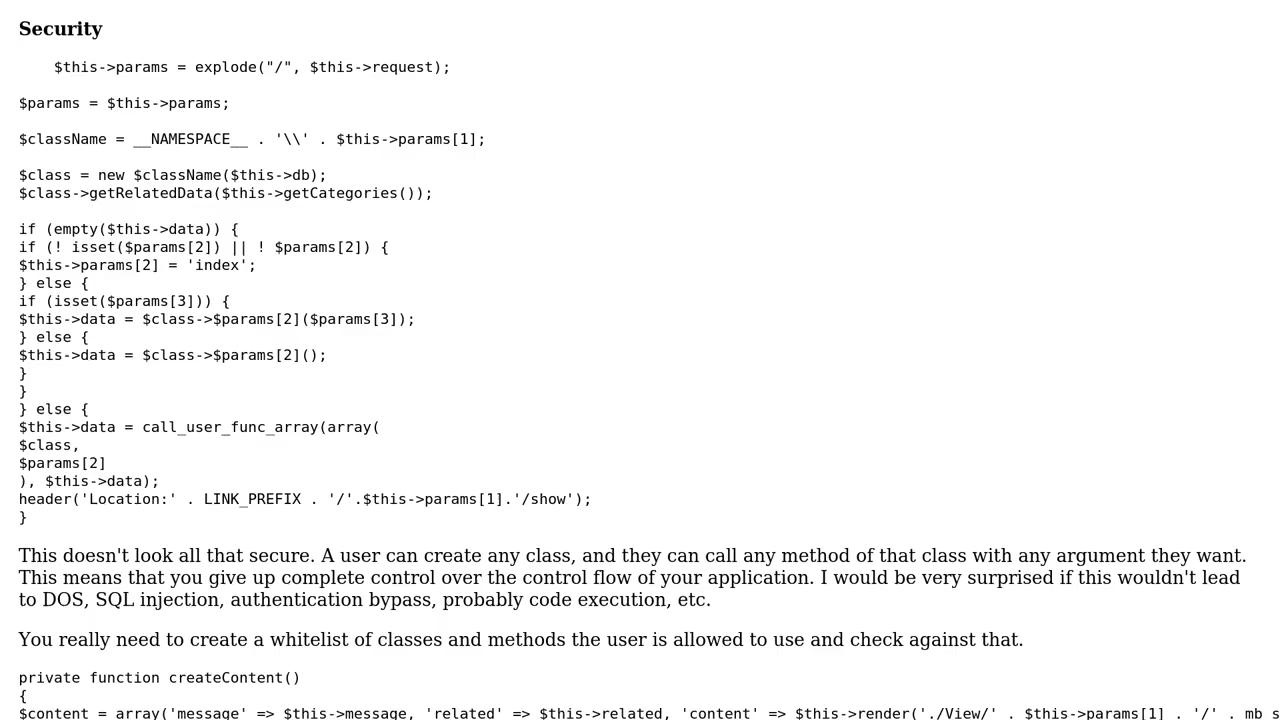 Security
$this->params = explode("/", $this->request);
$params = $this->params;
$className = __NAMESPACE__ . '\\' . $this->params[1];
$class = new $className($this->db);
$class->getRelatedData($this->getCategories());
if (empty($this->data)) {
if (! isset($params[2]) || ! $params[2]) {
$this->params[2] = 'index';
} else {
if (isset($params[3])) {
$this->data = $class->$params[2]($params[3]);
} else {
$this->data = $class->$params[2]();
}
}
} else {
$this->data = call_user_func_array(array(
$class,
$params[2]
), $this->data);
header('Location:' . LINK_PREFIX . '/'.$this->params[1].'/show');
}
This doesn't look all that secure. A user can create any class, and they can call any method of that class with any argument they want.
This means that you give up complete control over the control flow of your application. I would be very surprised if this wouldn't lead
to DOS, SQL injection, authentication bypass, probably code execution, etc.
You really need to create a whitelist of classes and methods the user is allowed to use and check against that.
private function createContent()
{
$content = array('message' => $this->message, 'related' => $this->related, 'content' => $this->render('./View/' . $this->params[1] . '/' . mb_s